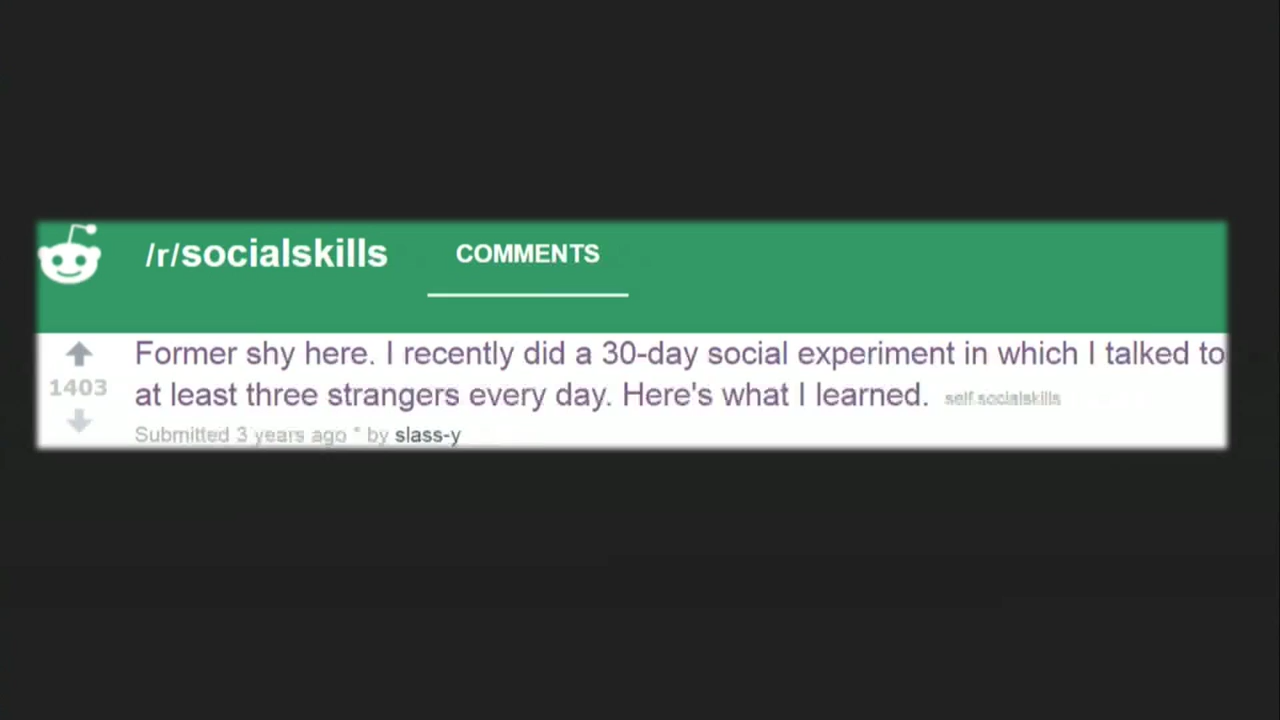 /r/socialskills COMMENTS
Former shy here. I recently did a 30-day social experiment in which I talked to
1403
at least three strangers every day. Here's what I learned. self.socialskills
Submitted 3 years ago * by slass-y